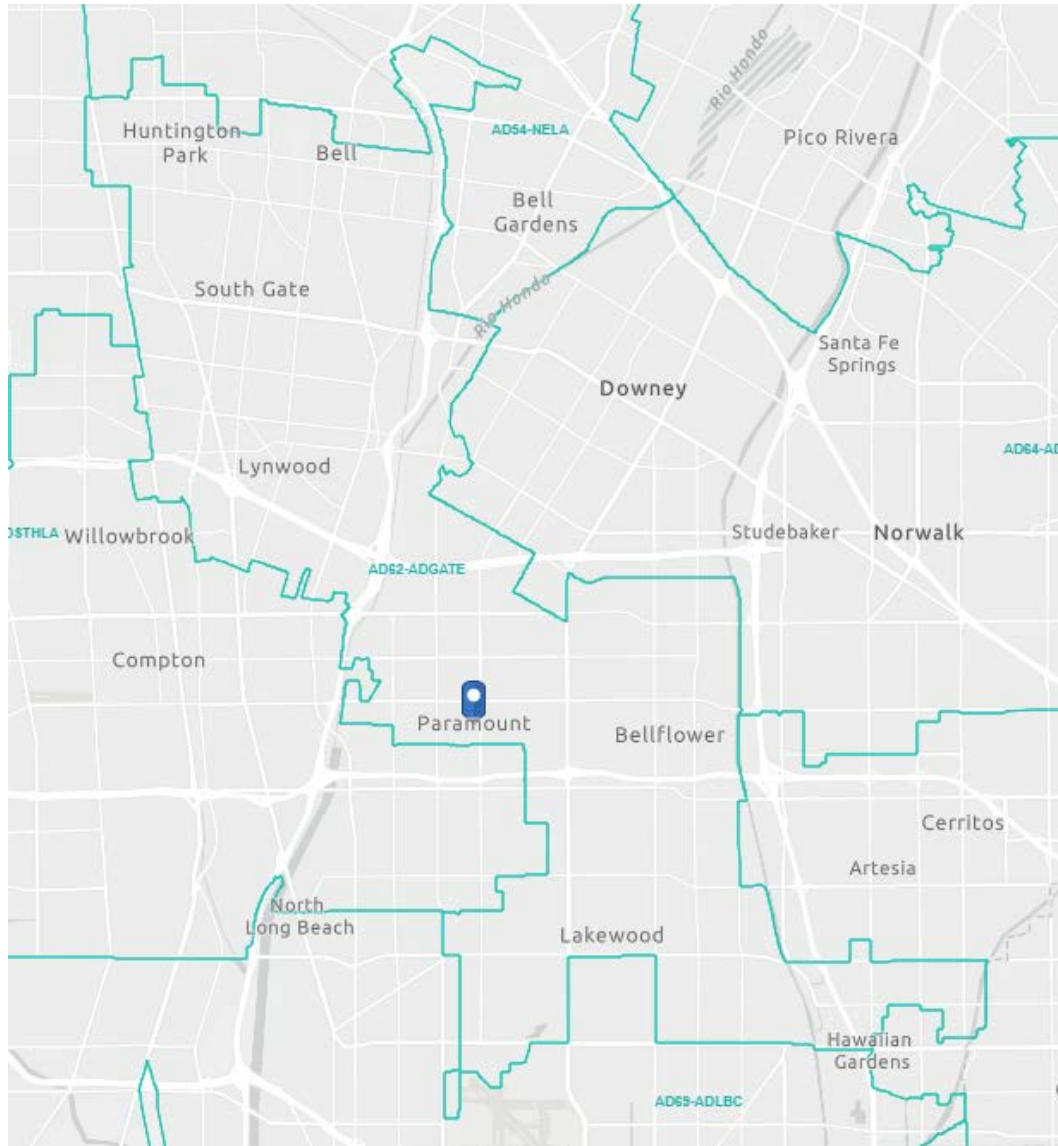 Rio Hondo
AD54-NELA
Huntington
Park
Pico Rivera
Bell
Bell
Gardens
South Gate
Rio Hondo
Santa Fe
Springs
Downey
AD64-AD
Lynwood
OSTHLA
Willowbrook
Studebaker
Norwalk
AD62-ADGATE
Compton
Paramount
Bellflower
Cerritos
Artesia
North
Long Beach
Lakewood
Hawaiian
Gardens
AD69-ADLBC